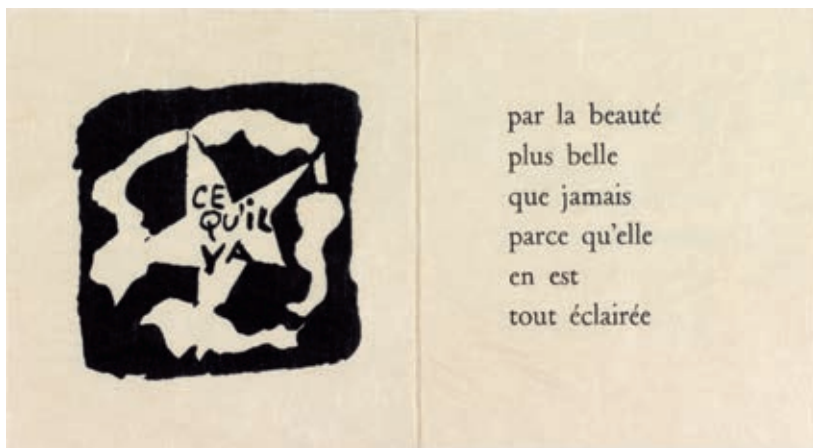 CE
QU'IL
YA
par la beauté
plus belle
que jamais
parce qu'elle
en est
tout éclairée